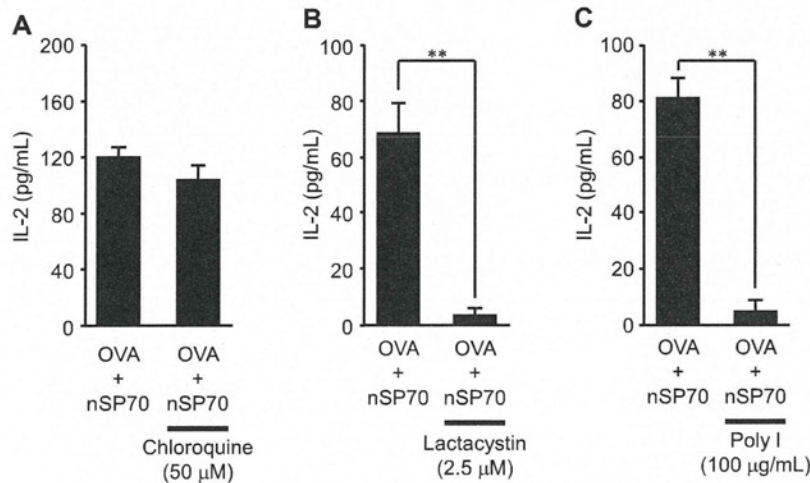 A
IL-2 (pg/mL)
200
160
120
80
40
0
OVA
+
nSP70
OVA
+
nSP70
Chloroquine
(50 μM)
B
**
IL-2 (pg/mL)
100
80
60
40
20
0
OVA
+
nSP70
OVA
+
nSP70
Lactacystin
(2.5 μM)
C
**
IL-2 (pg/mL)
100
80
60
40
20
0
OVA
+
nSP70
OVA
+
nSP70
Poly I
(100 μg/mL)